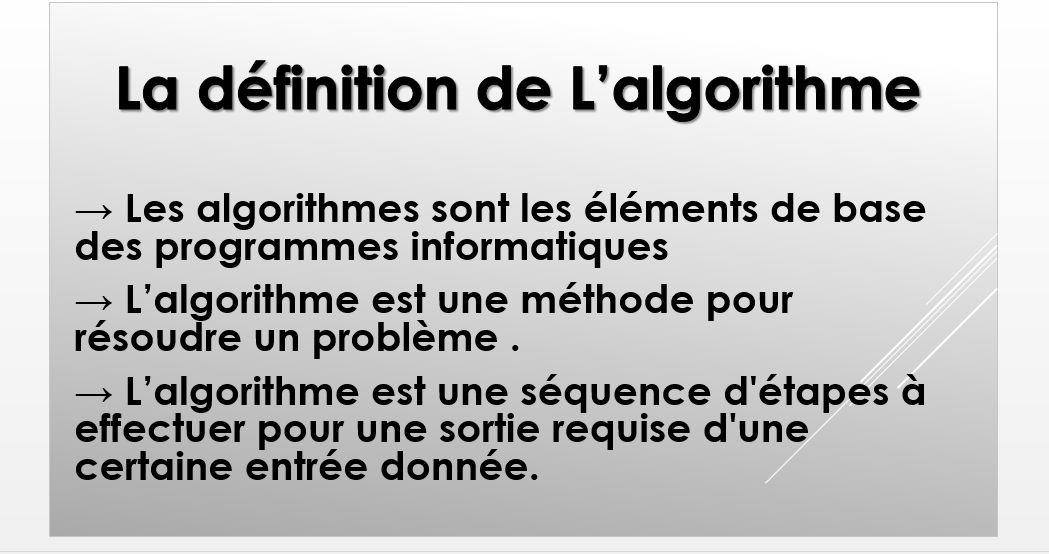 La définition de L’algorithme
→ Les algorithmes sont les éléments de base
des programmes informatiques
→ L’algorithme est une méthode pour
résoudre un problème .
→ L’algorithme est une séquence d'étapes à
effectuer pour une sortie requise d'une
certaine entrée donnée.